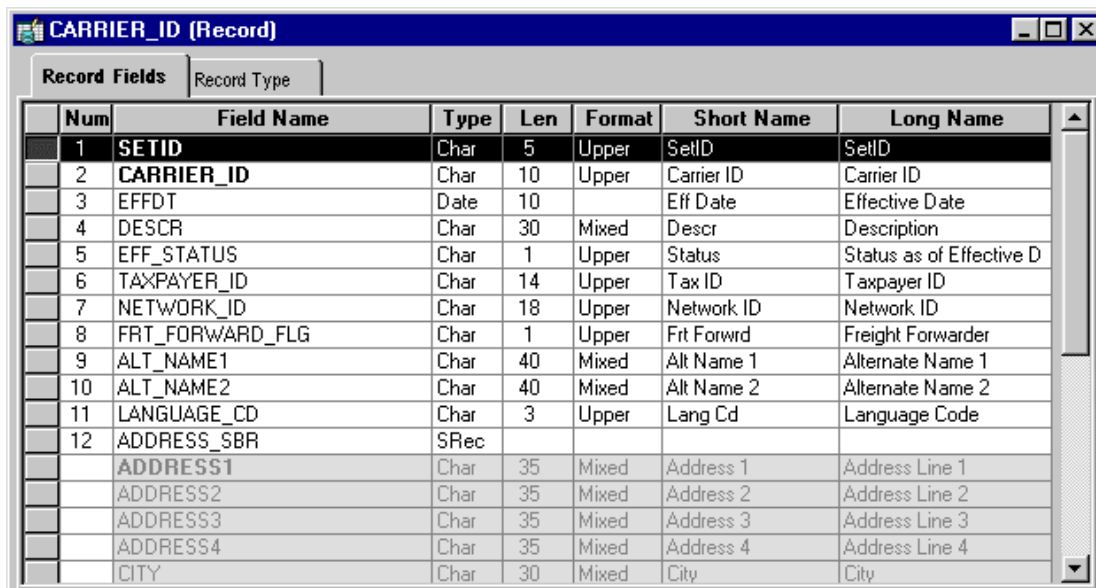 CARRIER_ID (Record)
Record Fields Record Type
Num Field Name Type Len Format Short Name Long Name
1 SETID Char 5 Upper SetID SetID
2 CARRIER_ID Char 10 Upper Carrier ID Carrier ID
3 EFFDT Date 10 Eff Date Effective Date
4 DESCR Char 30 Mixed Descr Description
5 EFF_STATUS Char 1 Upper Status Status as of Effective D
6 TAXPAYER_ID Char 14 Upper Tax ID Taxpayer ID
7 NETWORK_ID Char 18 Upper Network ID Network ID
8 FRT_FORWARD_FLG Char 1 Upper Frt Forwrd Freight Forwarder
9 ALT_NAME1 Char 40 Mixed Alt Name 1 Alternate Name 1
10 ALT_NAME2 Char 40 Mixed Alt Name 2 Alternate Name 2
11 LANGUAGE_CD Char 3 Upper Lang Cd Language Code
12 ADDRESS_SBR SRec
ADDRESS1 Char 35 Mixed Address 1 Address Line 1
ADDRESS2 Char 35 Mixed Address 2 Address Line 2
ADDRESS3 Char 35 Mixed Address 3 Address Line 3
ADDRESS4 Char 35 Mixed Address 4 Address Line 4
CITY Char 30 Mixed City City